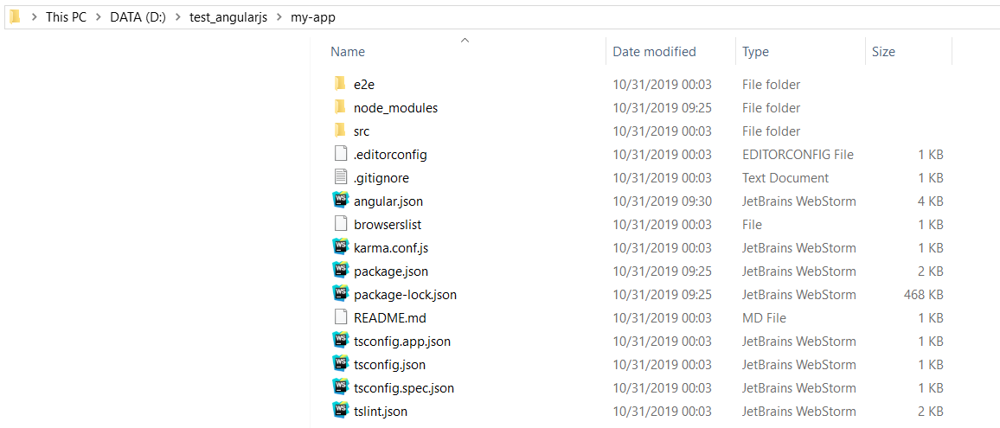 This PC > DATA (D:) > test_angularjs > my-app
Name Date modified Type Size
e2e 10/31/2019 00:03 File folder
node_modules 10/31/2019 09:25 File folder
src 10/31/2019 00:03 File folder
.editorconfig 10/31/2019 00:03 EDITORCONFIG File 1 KB
.gitignore 10/31/2019 00:03 Text Document 1 KB
WS angular.json 10/31/2019 09:30 JetBrains WebStorm 4 KB
browserslist 10/31/2019 00:03 File 1 KB
WS karma.conf.js 10/31/2019 00:03 JetBrains WebStorm 1 KB
WS package.json 10/31/2019 09:25 JetBrains WebStorm 2 KB
WS package-lock.json 10/31/2019 09:25 JetBrains WebStorm 468 KB
README.md 10/31/2019 00:03 MD File 1 KB
WS tsconfig.app.json 10/31/2019 00:03 JetBrains WebStorm 1 KB
WS tsconfig.json 10/31/2019 00:03 JetBrains WebStorm 1 KB
WS tsconfig.spec.json 10/31/2019 00:03 JetBrains WebStorm 1 KB
WS tslint.json 10/31/2019 00:03 JetBrains WebStorm 2 KB